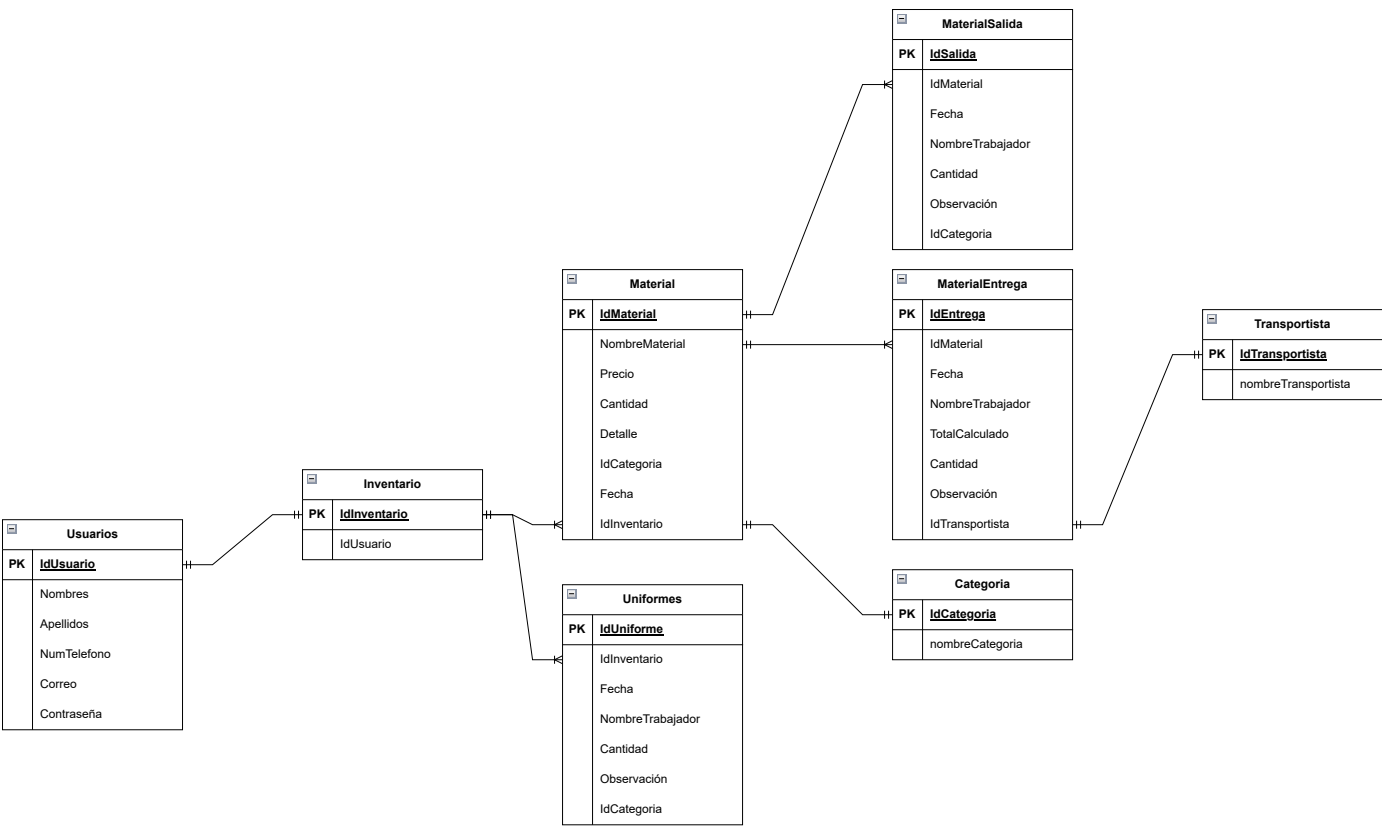 MaterialSalida
PK IdSalida
IdMaterial
Fecha
NombreTrabajador
Cantidad
Observación
IdCategoria
Material
PK IdMaterial
NombreMaterial
Precio
Cantidad
Detalle
IdCategoria
Fecha
IdInventario
MaterialEntrega
PK IdEntrega
IdMaterial
Fecha
NombreTrabajador
TotalCalculado
Cantidad
Observación
IdTransportista
Transportista
PK IdTransportista
nombreTransportista
Inventario
PK IdInventario
IdUsuario
Usuarios
PK IdUsuario
Nombres
Apellidos
NumTelefono
Correo
Contraseña
Uniformes
PK IdUniforme
IdInventario
Fecha
NombreTrabajador
Cantidad
Observación
IdCategoria
Categoria
PK IdCategoria
nombreCategoria